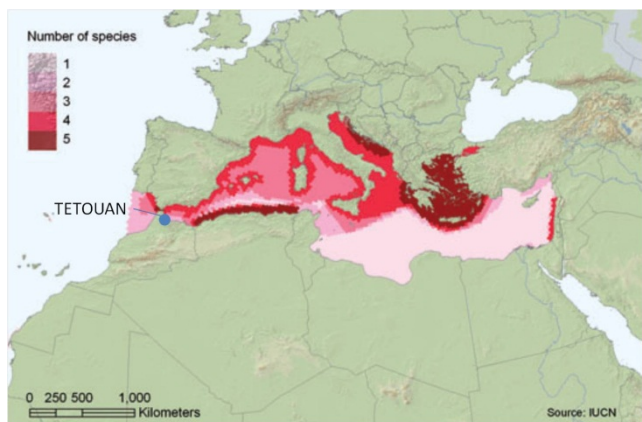 Number of species
1
2
3
4
5
TETOUAN
0 250 500 1,000
Kilometers
Source: IUCN